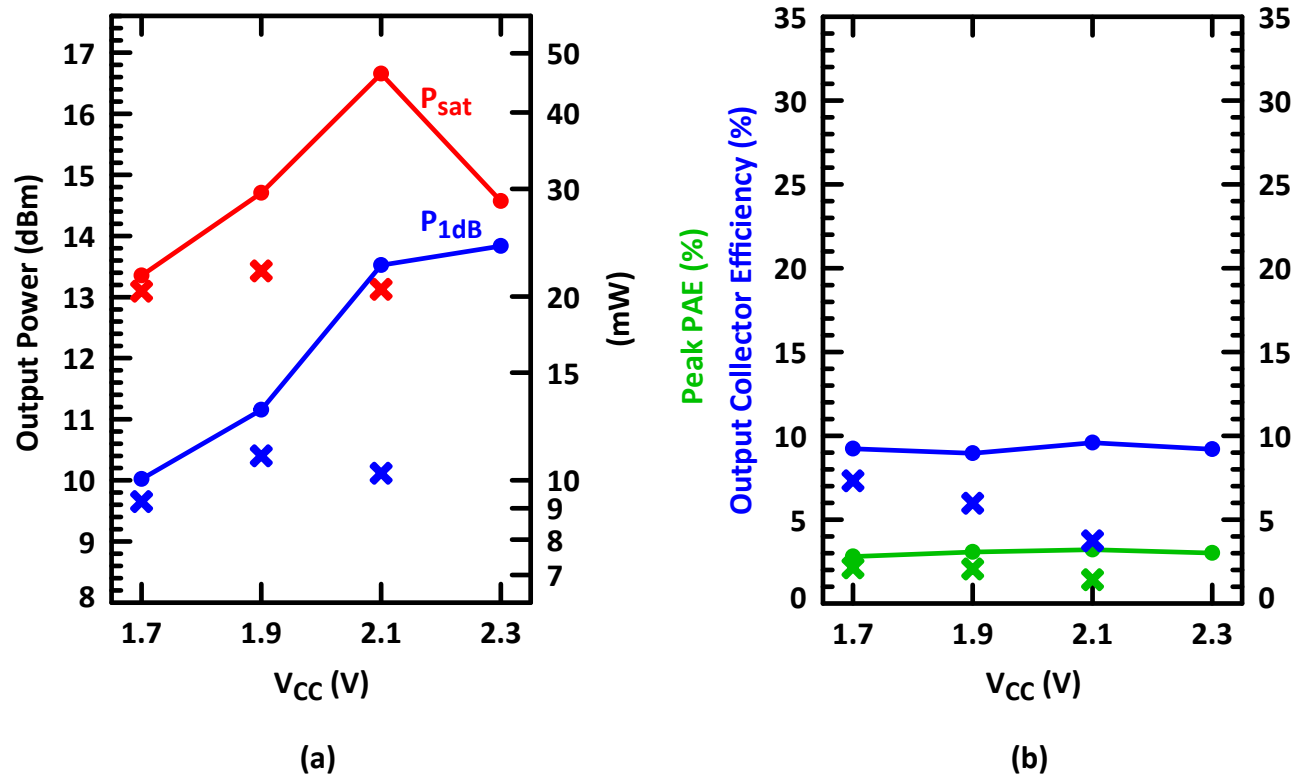 17
16
15
14
13
12
11
10
9
8
Output Power (dBm)
50
40
30
20
15
10
9
8
7
(mW)
Psat
P1dB
1.7 1.9 2.1 2.3
VCC (V)
(a)
Peak PAE (%)
Output Collector Efficiency (%)
35
30
25
20
15
10
5
0
35
30
25
20
15
10
5
0
1.7 1.9 2.1 2.3
VCC (V)
(b)